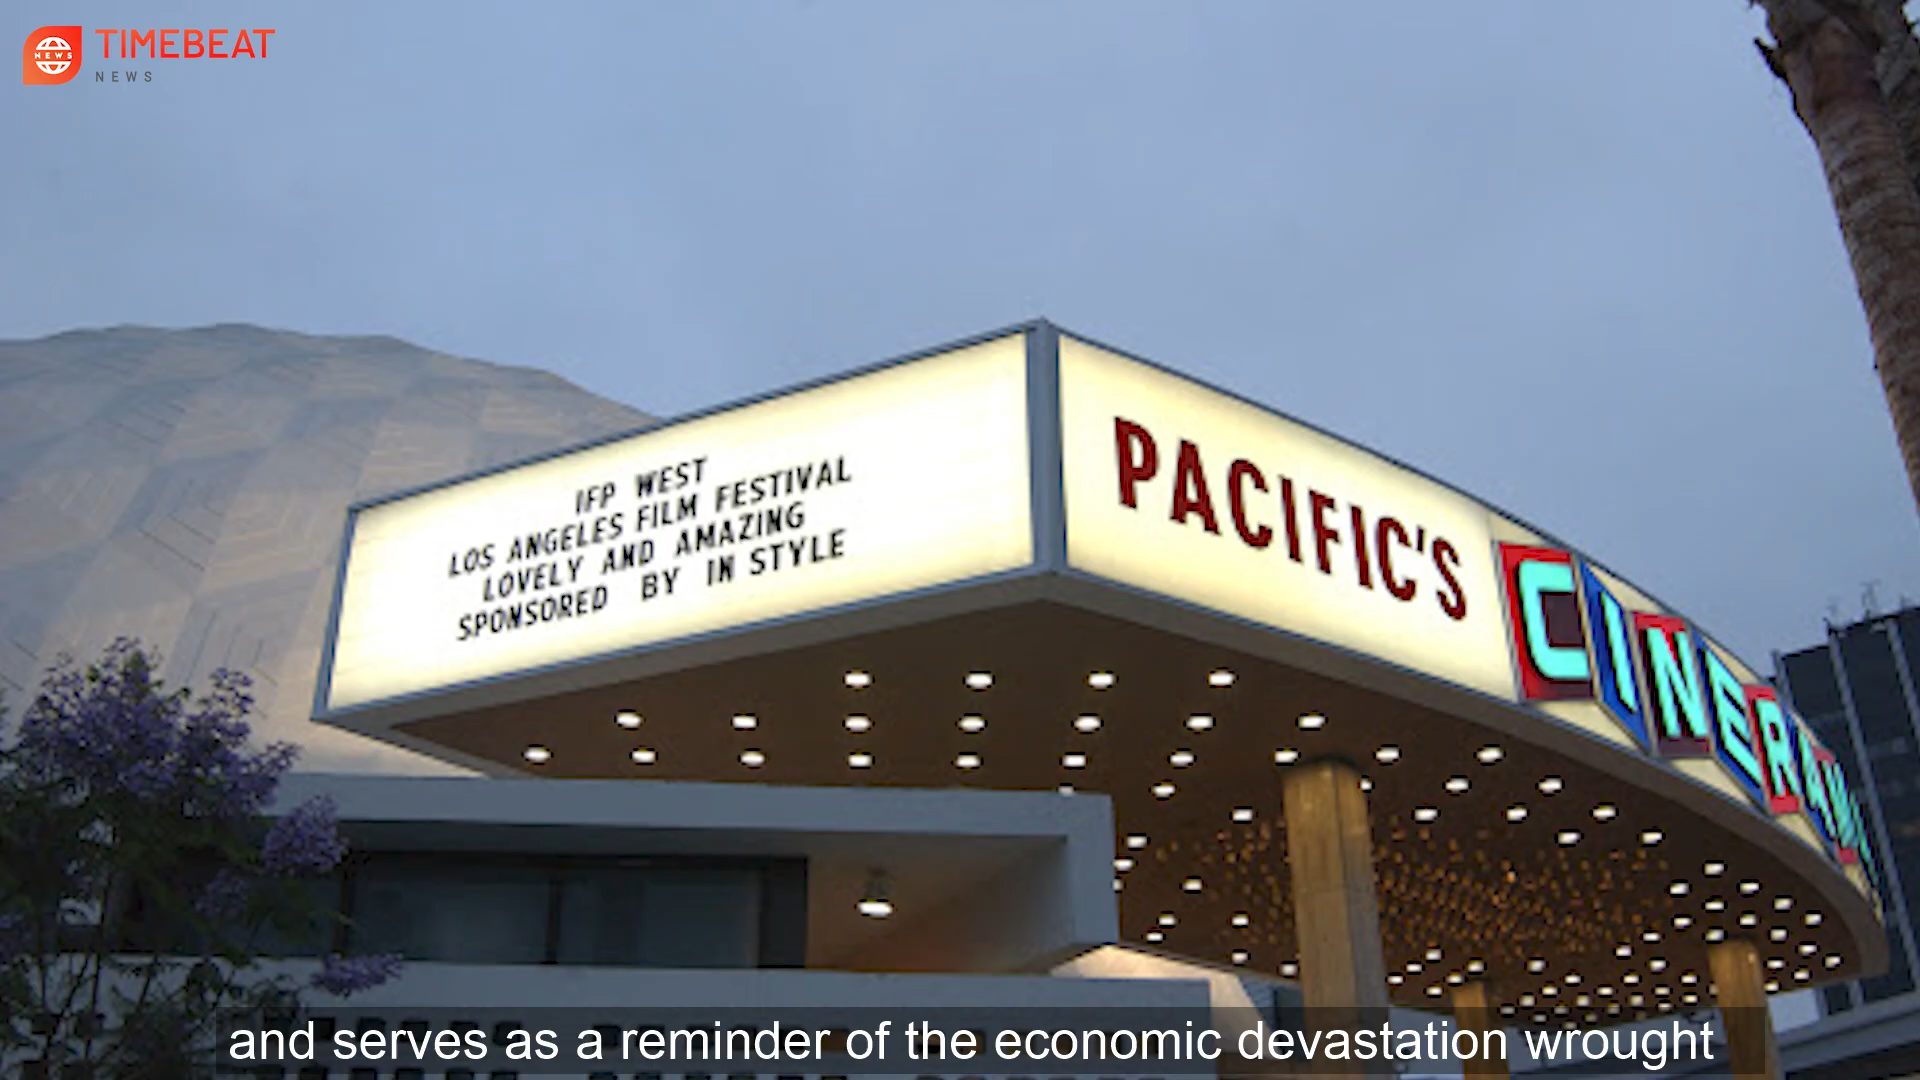 TIMEBEAT
NEWS
NEWS
IFP WEST
LOS ANGELES FILM FESTIVAL
LOVELY AND AMAZING
SPONSORED BY IN STYLE
PACIFIC'S
CINERAMA
and serves as a reminder of the economic devastation wrought